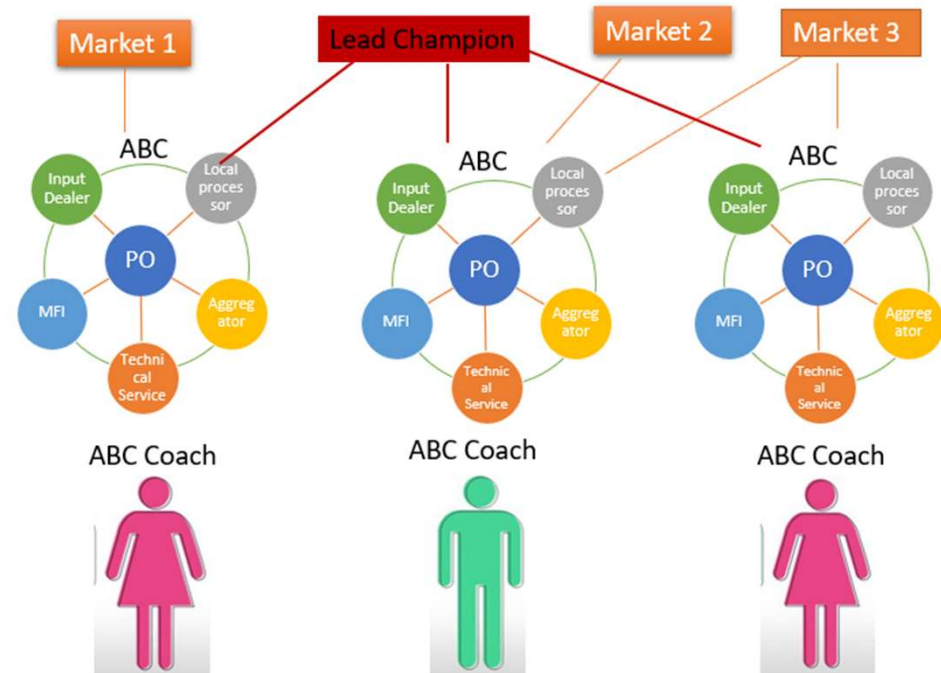 Market 1
Lead Champion
Market 2
Market 3
ABC
Input
Dealer
Local
proces
sor
PO
MFI
Aggreg
ator
Techni
cal
Service
ABC
Input
Dealer
Local
proces
sor
PO
MFI
Aggreg
ator
Technic
al
Service
ABC
Input
Dealer
Local
proces
sor
PO
MFI
Aggreg
ator
Technic
al
Service
ABC Coach
ABC Coach
ABC Coach